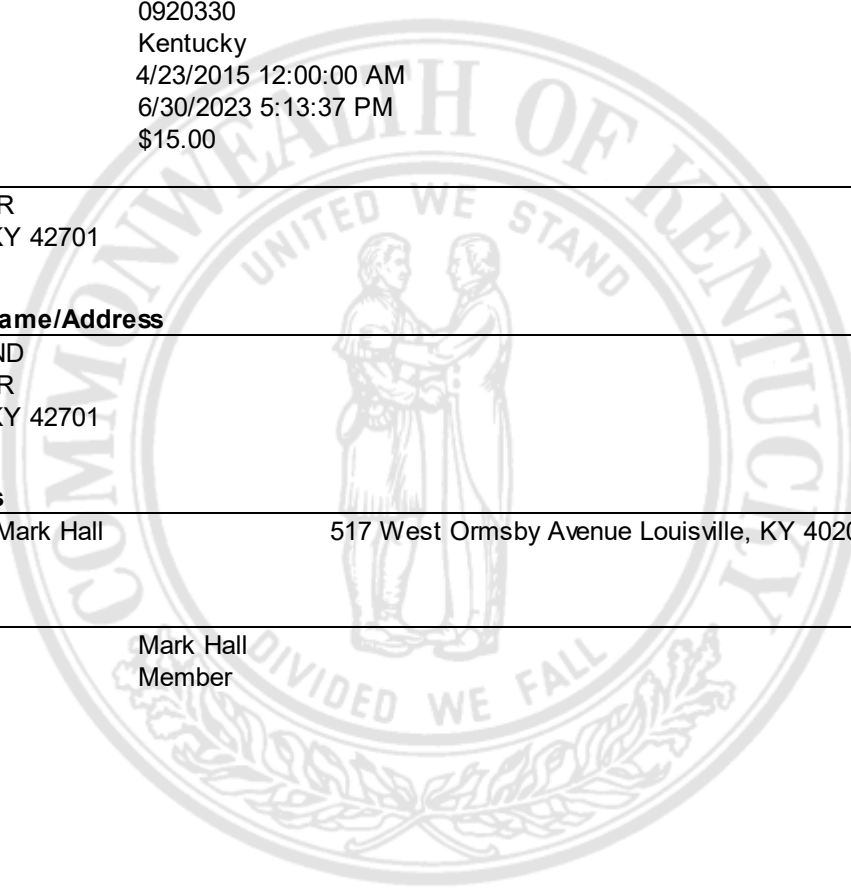 0920330
Kentucky
4/23/2015 12:00:00 AM
6/30/2023 5:13:37 PM
$15.00
R
KY 42701
ame/Address
ND
R
KY 42701
s
Mark Hall 517 West Ormsby Avenue Louisville, KY 4020
Mark Hall
Member
COMMONWEALTH OF KENTUCKY
UNITED WE STAND
DIVIDED WE FALL